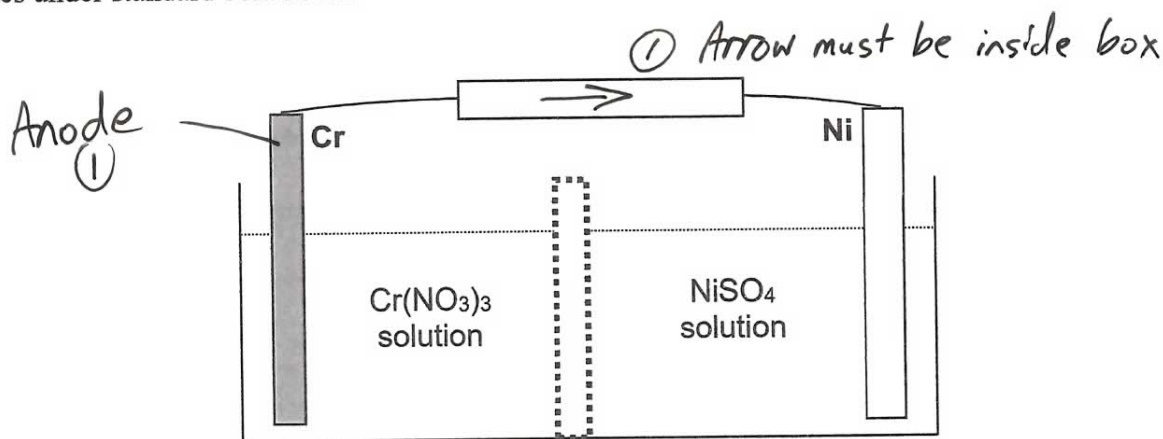 ① Arrow must be inside box
Anode
①
Cr
Ni
Cr(NO₃)₃
solution
NiSO₄
solution